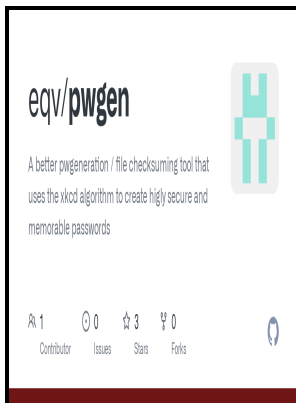 eqv/pwgen
A better pwgeneration / file checksuming tool that
uses the xkcd algorithm to create higly secure and
memorable passwords
1 0 3 0
Contributor Issues Stars Forks